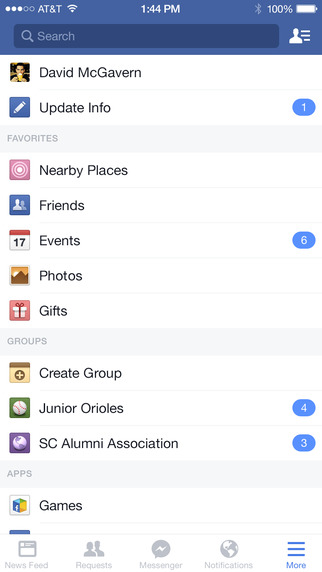 AT&T 1:44 PM 100%
Search
David McGavern
Update Info 1
FAVORITES
Nearby Places
Friends
17 Events 6
Photos
Gifts
GROUPS
Create Group
Junior Orioles 4
SC Alumni Association 3
APPS
Games
News Feed Requests Messenger Notifications More